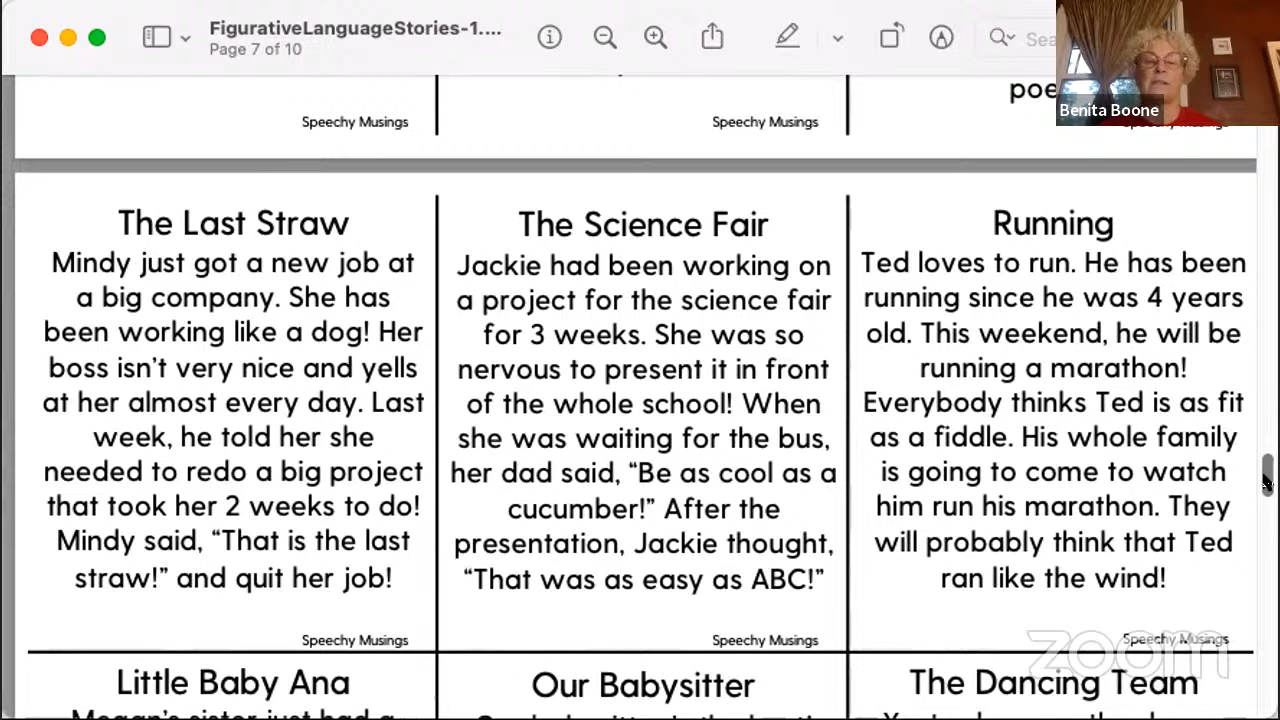 FigurativeLanguageStories-1....
Page 7 of 10
Benita Boone
poe
Speechy Musings
Speechy Musings
The Last Straw
Mindy just got a new job at
a big company. She has
been working like a dog! Her
boss isn't very nice and yells
at her almost every day. Last
week, he told her she
needed to redo a big project
that took her 2 weeks to do!
Mindy said, "That is the last
straw!" and quit her job!
Speechy Musings
The Science Fair
Jackie had been working on
a project for the science fair
for 3 weeks. She was so
nervous to present it in front
of the whole school! When
she was waiting for the bus,
her dad said, "Be as cool as a
cucumber!" After the
presentation, Jackie thought,
"That was as easy as ABC!"
Speechy Musings
Running
Ted loves to run. He has been
running since he was 4 years
old. This weekend, he will be
running a marathon!
Everybody thinks Ted is as fit
as a fiddle. His whole family
is going to come to watch
him run his marathon. They
will probably think that Ted
ran like the wind!
Speechy Musings
zoom
Little Baby Ana
Our Babysitter
The Dancing Team